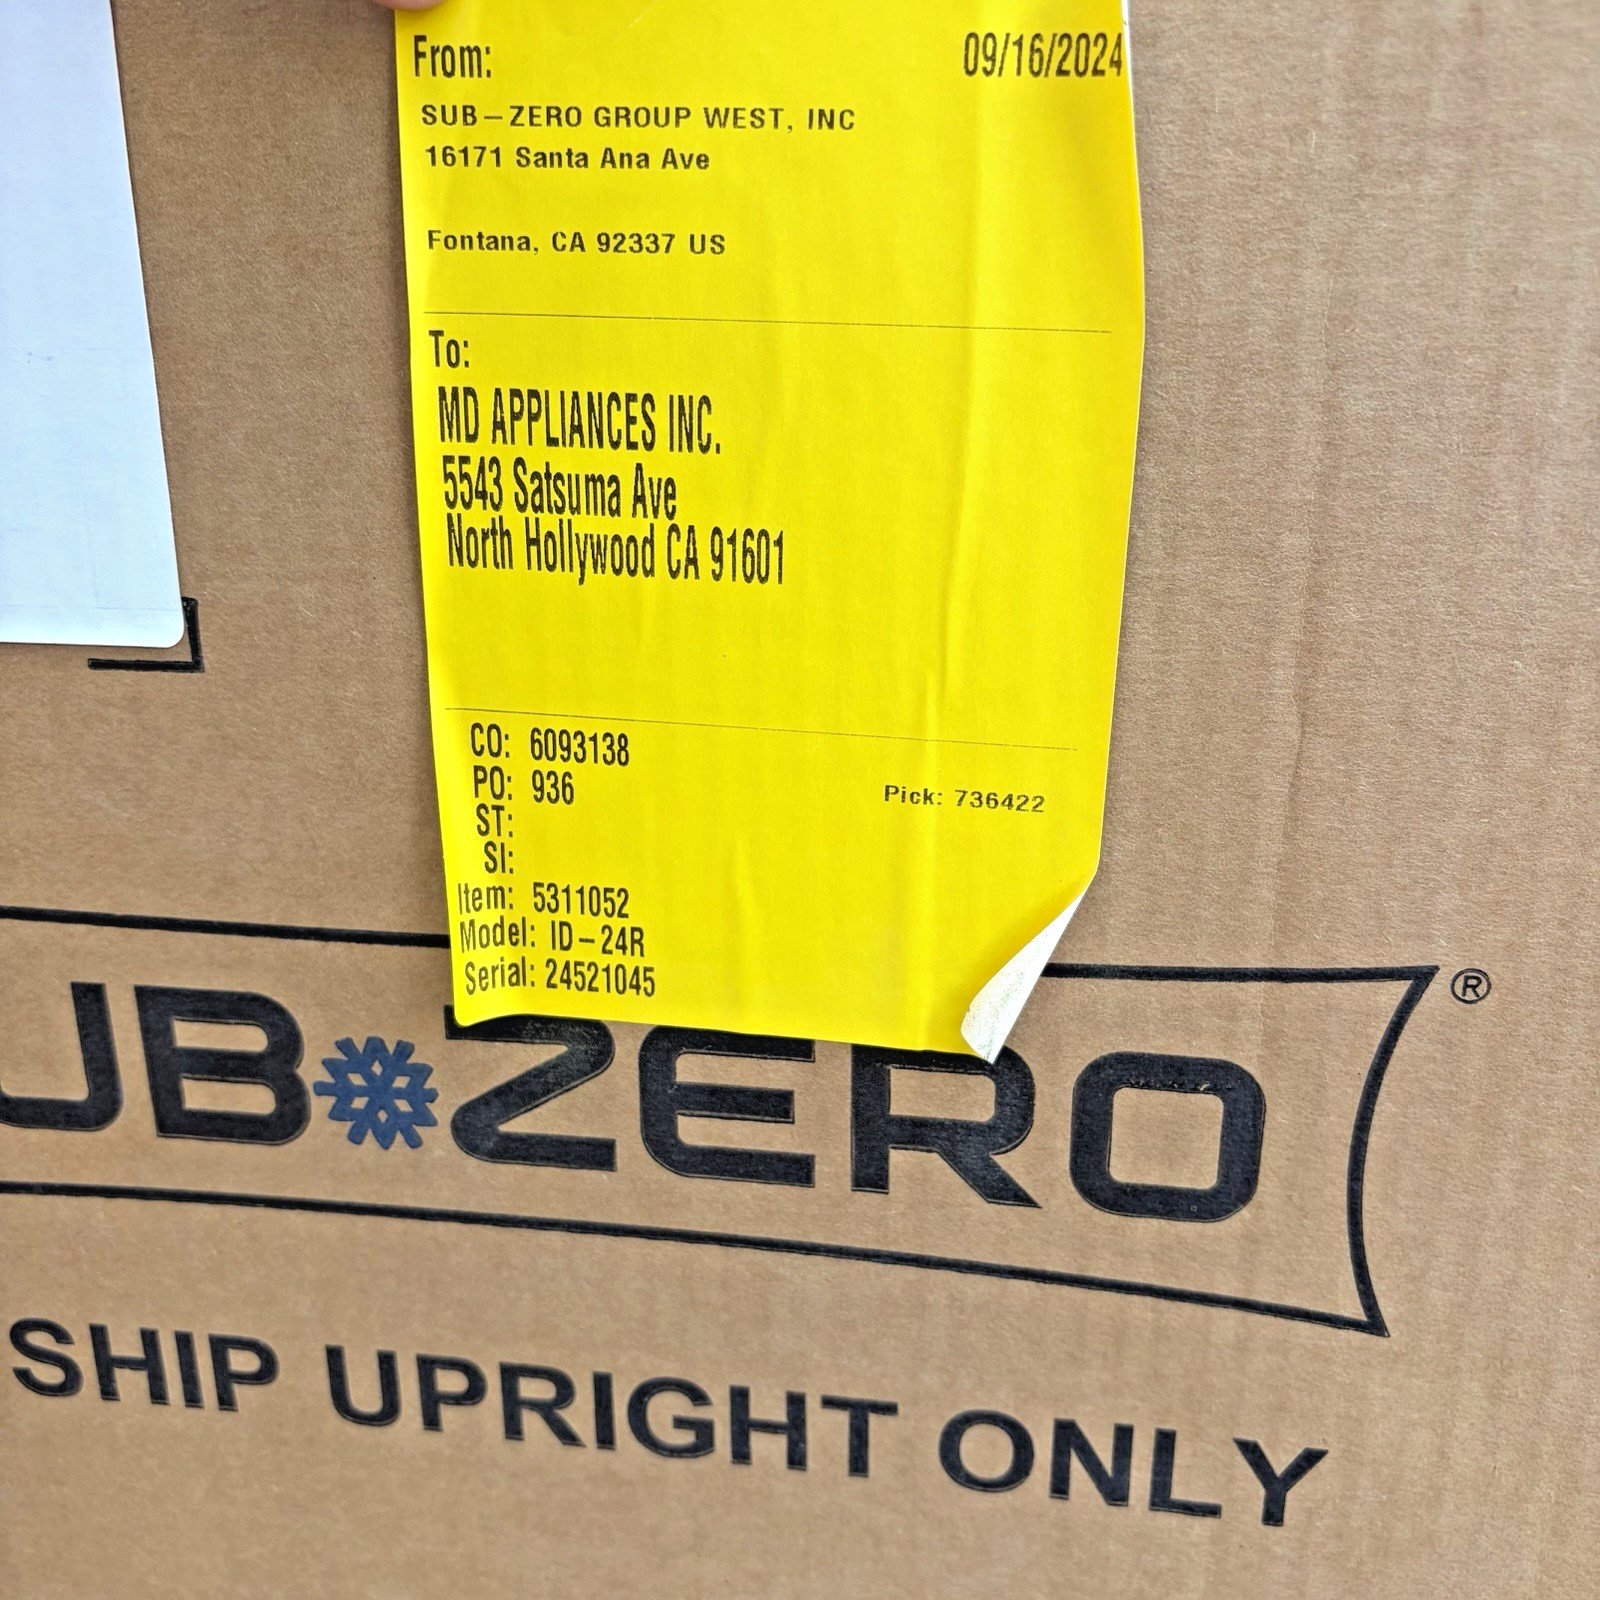 From: 09/16/2024
SUB-ZERO GROUP WEST, INC
16171 Santa Ana Ave
Fontana, CA 92337 US
To:
MD APPLIANCES INC.
5543 Satsuma Ave
North Hollywood CA 91601
CO: 6093138
PO: 936 Pick: 736422
ST:
SI:
Item: 5311052
Model: ID-24R
Serial: 24521045
UB ZERO ®
SHIP UPRIGHT ONLY